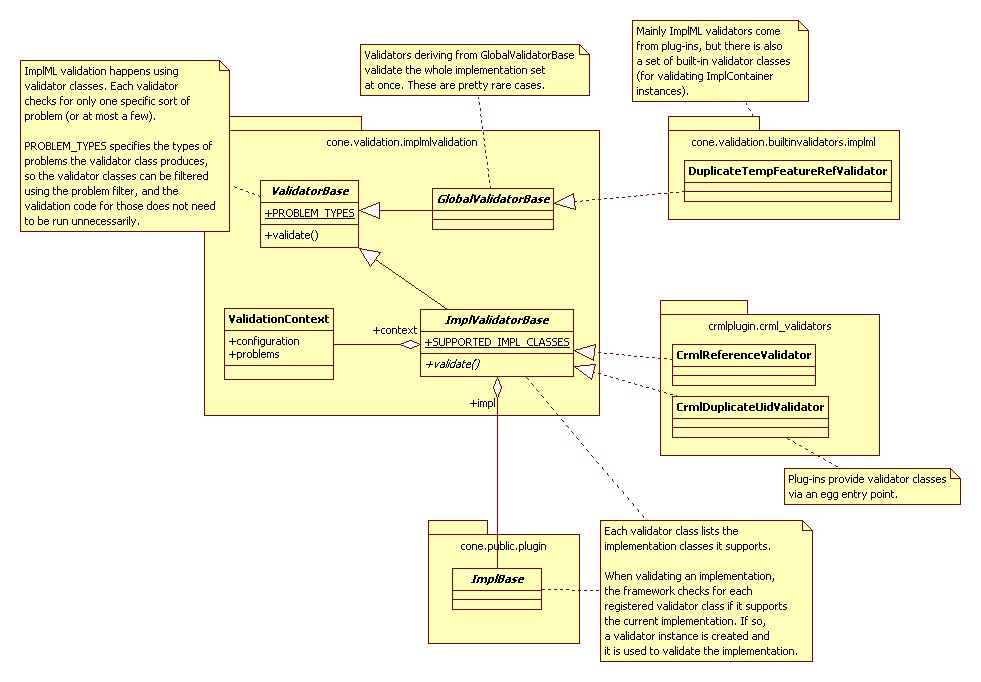 Mainly ImplML validators come
from plug-ins, but there is also
a set of built-in validator classes
(for validating ImplContainer
instances).
Validators deriving from GlobalValidatorBase
validate the whole implementation set
at once. These are pretty rare cases.
ImplML validation happens using
validator classes. Each validator
checks for only one specific sort of
problem (or at most a few).
PROBLEM_TYPES specifies the types of
problems the validator class produces,
so the validator classes can be filtered
using the problem filter, and the
validation code for those does not need
to be run unnecessarily.
cone.validation.implmlvalidation
cone.validation.builtinvalidators.implml
DuplicateTempFeatureRefValidator
ValidatorBase
+PROBLEM_TYPES
+validate()
GlobalValidatorBase
ValidationContext
+configuration
+problems
+context
ImplValidatorBase
+SUPPORTED_IMPL_CLASSES
+validate()
+impl
crmlplugin.crml_validators
CrmlReferenceValidator
CrmlDuplicateUidValidator
Plug-ins provide validator classes
via an egg entry point.
cone.public.plugin
ImplBase
Each validator class lists the
implementation classes it supports.
When validating an implementation,
the framework checks for each
registered validator class if it supports
the current implementation. If so,
a validator instance is created and
it is used to validate the implementation.